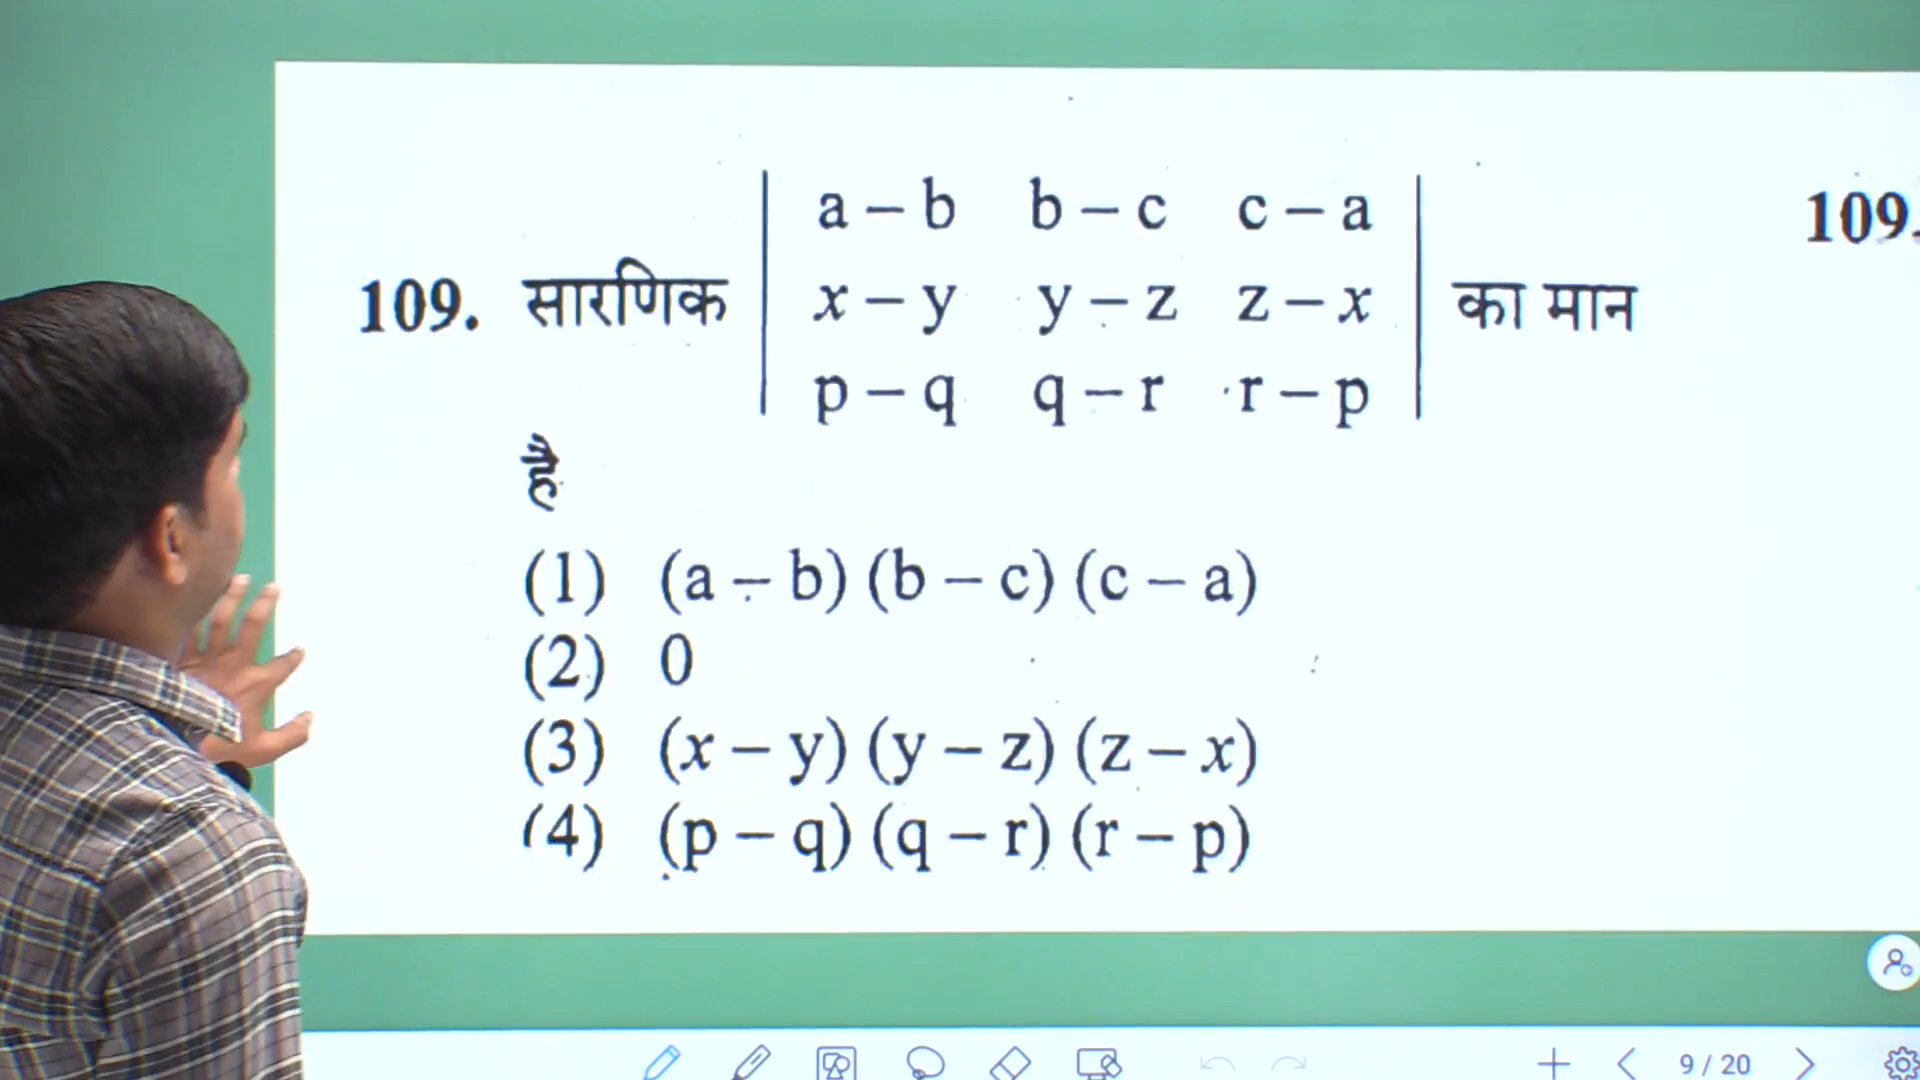 a – b b – c c – a
109. सारणिक x – y y – z z – x का मान
p – q q – r r – p
है
(1) (a – b) (b – c) (c – a)
(2) 0
(3) (x – y) (y – z) (z – x)
(4) (p – q) (q – r) (r – p)
109.
9 / 20